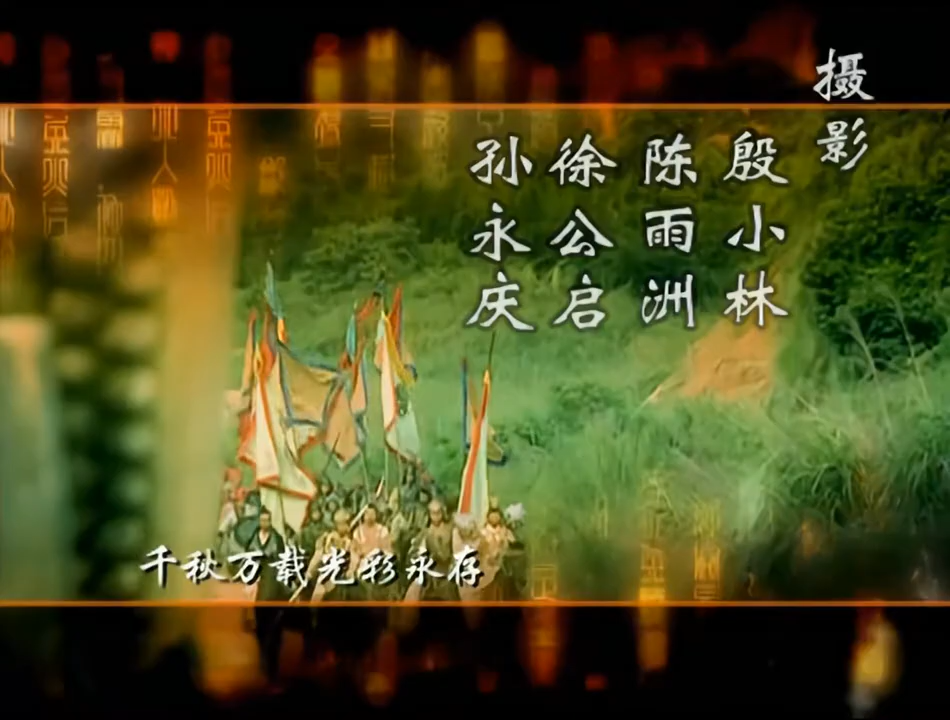 摄影
殷小林
陈雨洲
徐公启
孙永庆
千秋万载光彩永存